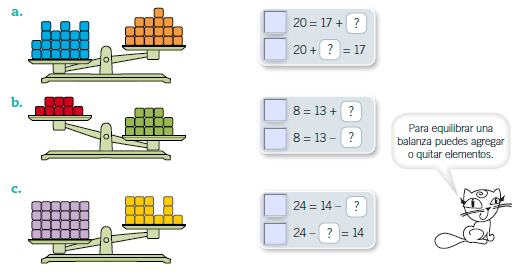 a.
20 = 17 + ?
20 + ? = 17
b.
8 = 13 + ?
8 = 13 – ?
Para equilibrar una
balanza puedes agregar
o quitar elementos.
c.
24 = 14 – ?
24 – ? = 14